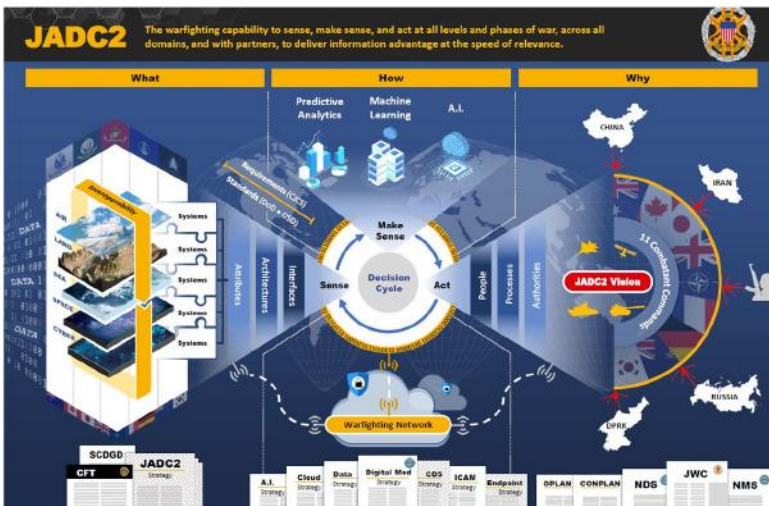 JADC2
The warfighting capability to sense, make sense, and act at all levels and phases of war, across all
domains, and with partners, to deliver information advantage at the speed of relevance.
What
How
Why
Predictive
Analytics
Machine
Learning
A.I.
Requirements (CJCS)
Standards (DoD • OSD)
Interoperability
AIR
LAND
SEA
SPACE
CYBER
DATA
DATA
DATA
Systems
Systems
Systems
Systems
Systems
Attributes
Architectures
Interfaces
Make
Sense
Sense
Decision
Cycle
Act
People
Processes
Authorities
Warfighting Network
JADC2 Vision
11 Combatant Commands
CHINA
IRAN
RUSSIA
DPRK
SCDGD
CFT
JADC2
Strategy
A.I.
Strategy
Cloud
Strategy
Data
Strategy
Digital Mod
Strategy
CDS
Strategy
ICAM
Strategy
Endpoint
Strategy
OPLAN
CONPLAN
NDS
JWC
NMS